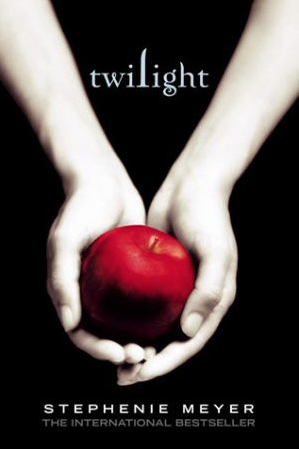 twilight
STEPHENIE MEYER
THE INTERNATIONAL BESTSELLER